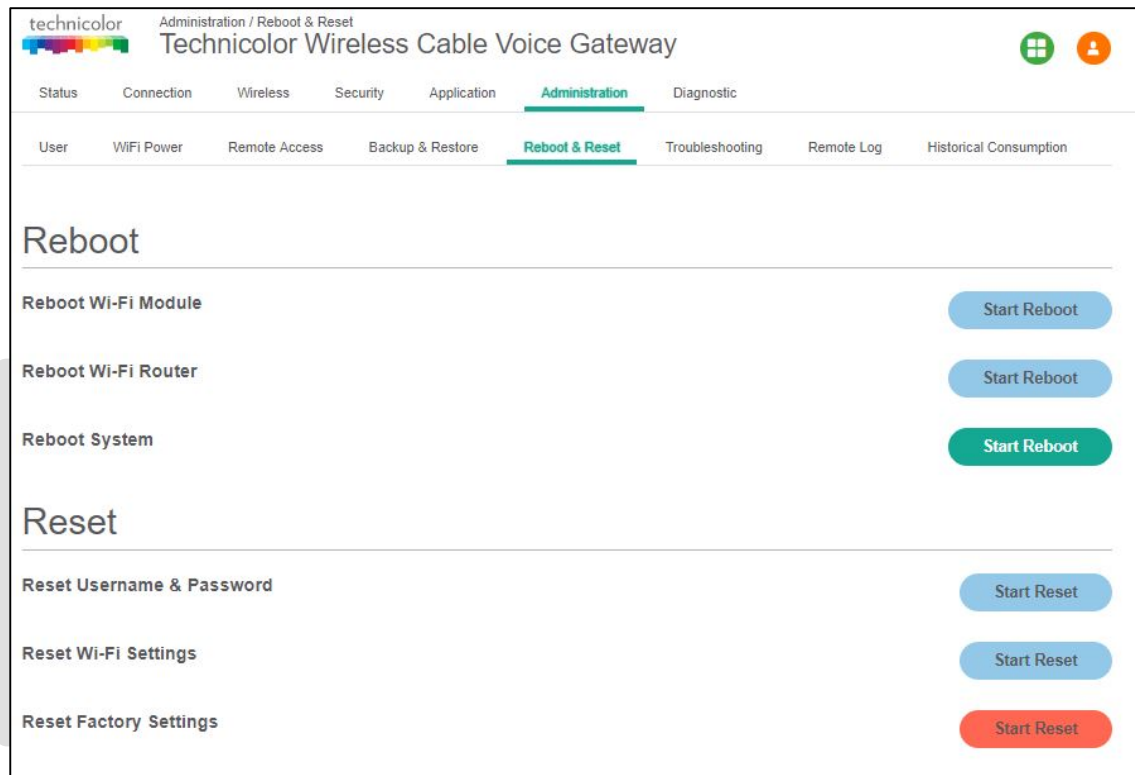 technicolor
Administration / Reboot & Reset
Technicolor Wireless Cable Voice Gateway
Status Connection Wireless Security Application Administration Diagnostic
User WiFi Power Remote Access Backup & Restore Reboot & Reset Troubleshooting Remote Log Historical Consumption
Reboot
Reboot Wi-Fi Module Start Reboot
Reboot Wi-Fi Router Start Reboot
Reboot System Start Reboot
Reset
Reset Username & Password Start Reset
Reset Wi-Fi Settings Start Reset
Reset Factory Settings Start Reset